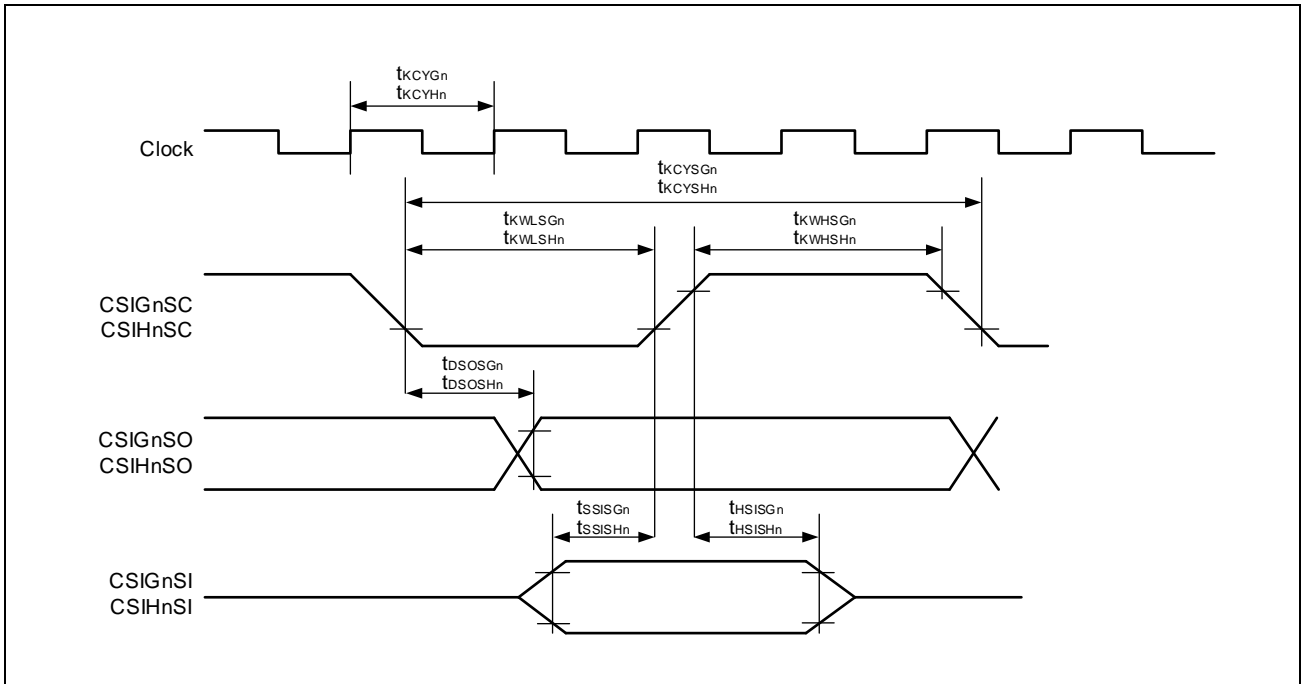 tKCYGn
tKCYHn
Clock
tKCYSGn
tKCYSHn
tKWLSGn
tKWLSHn
tKWHSGn
tKWHSHn
CSIGnSC
CSIHnSC
tDSOSGn
tDSOSHn
CSIGnSO
CSIHnSO
tSSISGn
tSSISHn
tHSISGn
tHSISHn
CSIGnSI
CSIHnSI